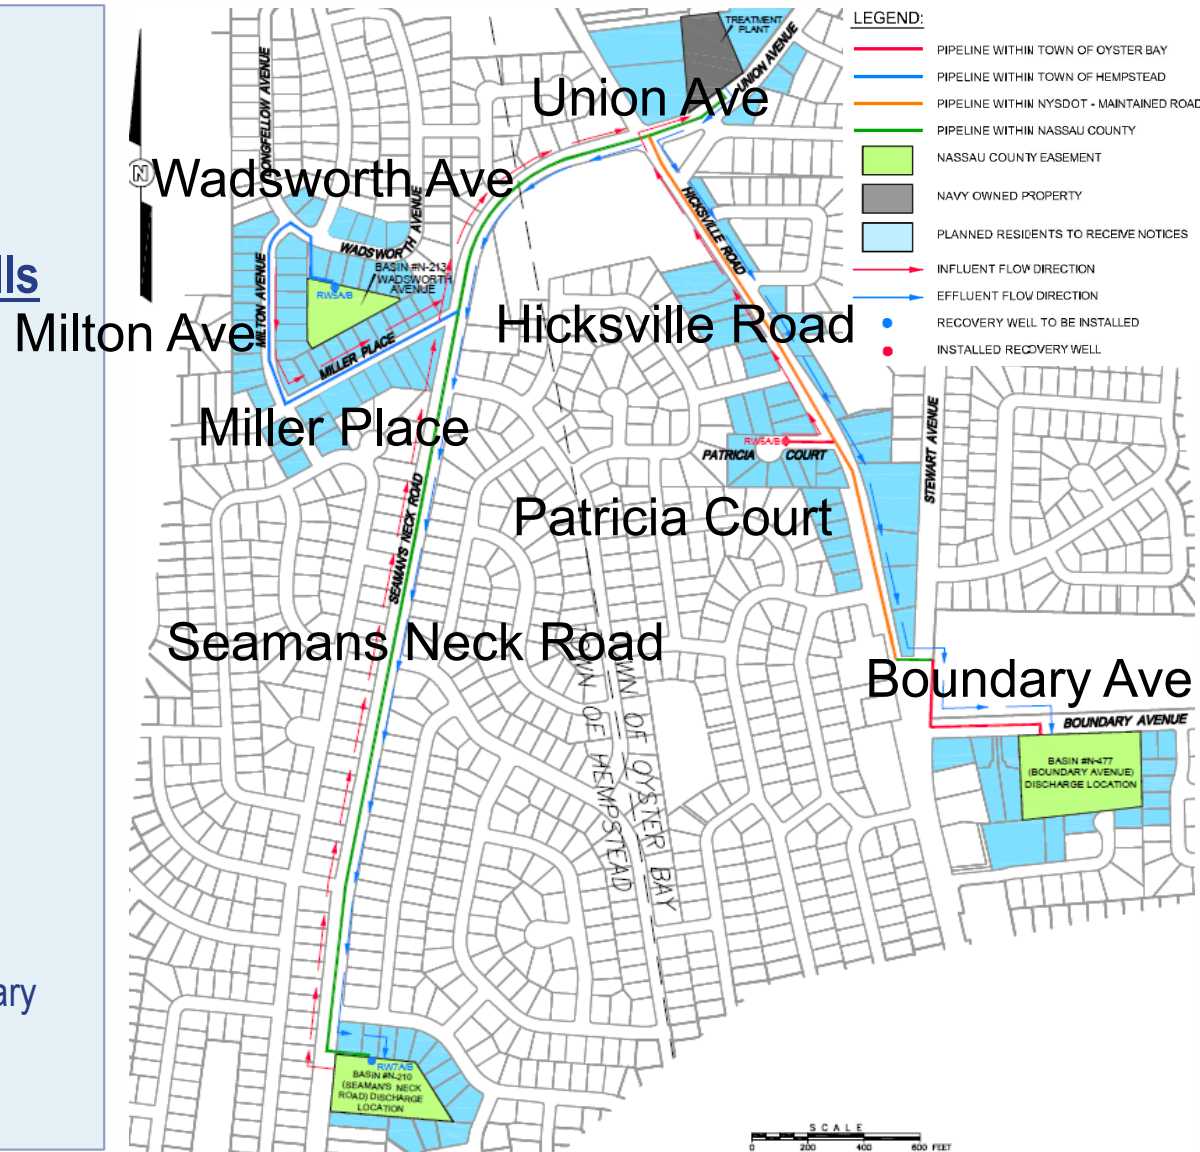 lls
ary
LEGEND:
PIPELINE WITHIN TOWN OF OYSTER BAY
PIPELINE WITHIN TOWN OF HEMPSTEAD
PIPELINE WITHIN NYSDOT - MAINTAINED ROAD
PIPELINE WITHIN NASSAU COUNTY
NASSAU COUNTY EASEMENT
NAVY OWNED PROPERTY
PLANNED RESIDENTS TO RECEIVE NOTICES
INFLUENT FLOW DIRECTION
EFFLUENT FLOW DIRECTION
RECOVERY WELL TO BE INSTALLED
INSTALLED RECOVERY WELL
TREATMENT
PLANT
UNION AVENUE
Union Ave
LONGFELLOW AVENUE
N
Wadsworth Ave
WADSWORTH AVENUE
BASIN #N-213
WADSWORTH
AVENUE
HICKSVILLE ROAD
MILTON AVENUE
Milton Ave
MILLER PLACE
Hicksville Road
Miller Place
PATRICIA COURT
STEWART AVENUE
SEAMAN'S NECK ROAD
Patricia Court
Seamans Neck Road
TOWN OF HEMPSTEAD
TOWN OF OYSTER BAY
Boundary Ave
BOUNDARY AVENUE
BASIN #N-477
(BOUNDARY AVENUE)
DISCHARGE LOCATION
RW7A/B
BASIN #N-210
(SEAMAN'S NECK
ROAD) DISCHARGE
LOCATION
SCALE
0 200 400 600 FEET